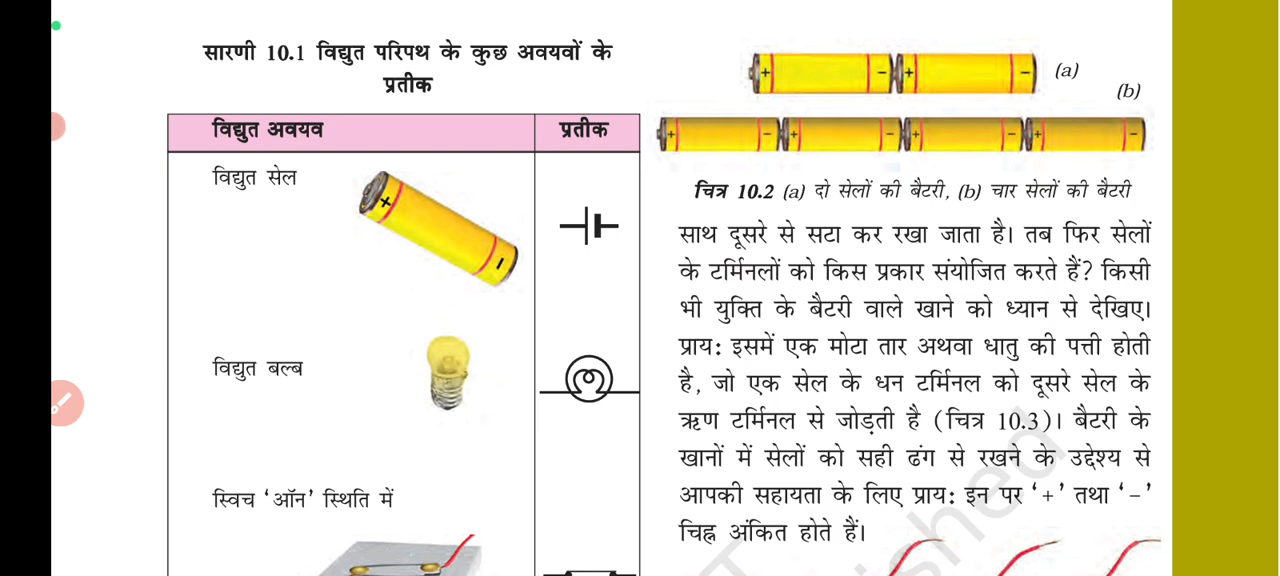 सारणी 10.1 विद्युत परिपथ के कुछ अवयवों के
प्रतीक
विद्युत अवयव
प्रतीक
विद्युत सेल
+
-
विद्युत बल्ब
स्विच ‘ऑन’ स्थिति में
+ - + - (a)
(b)
+ - + - + - + -
चित्र 10.2 (a) दो सेलों की बैटरी, (b) चार सेलों की बैटरी
साथ दूसरे से सटा कर रखा जाता है। तब फिर सेलों
के टर्मिनलों को किस प्रकार संयोजित करते हैं? किसी
भी युक्ति के बैटरी वाले खाने को ध्यान से देखिए।
प्राय: इसमें एक मोटा तार अथवा धातु की पत्ती होती
है, जो एक सेल के धन टर्मिनल को दूसरे सेल के
ऋण टर्मिनल से जोड़ती है (चित्र 10.3)। बैटरी के
खानों में सेलों को सही ढंग से रखने के उद्देश्य से
आपकी सहायता के लिए प्राय: इन पर ‘+’ तथा ‘-’
चिह्न अंकित होते हैं।